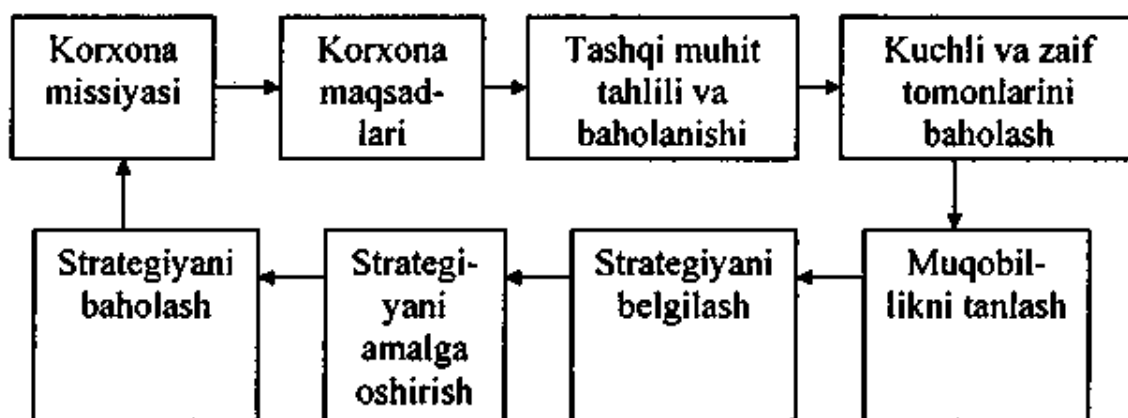 Korxona
missiyasi
Korxona
maqsad-
lari
Tashqi muhit
tahlili va
baholanishi
Kuchli va zaif
tomonlarini
baholash
Strategiyani
baholash
Strategi-
yani
amalga
oshirish
Strategiyani
belgilash
Muqobil-
likni tanlash